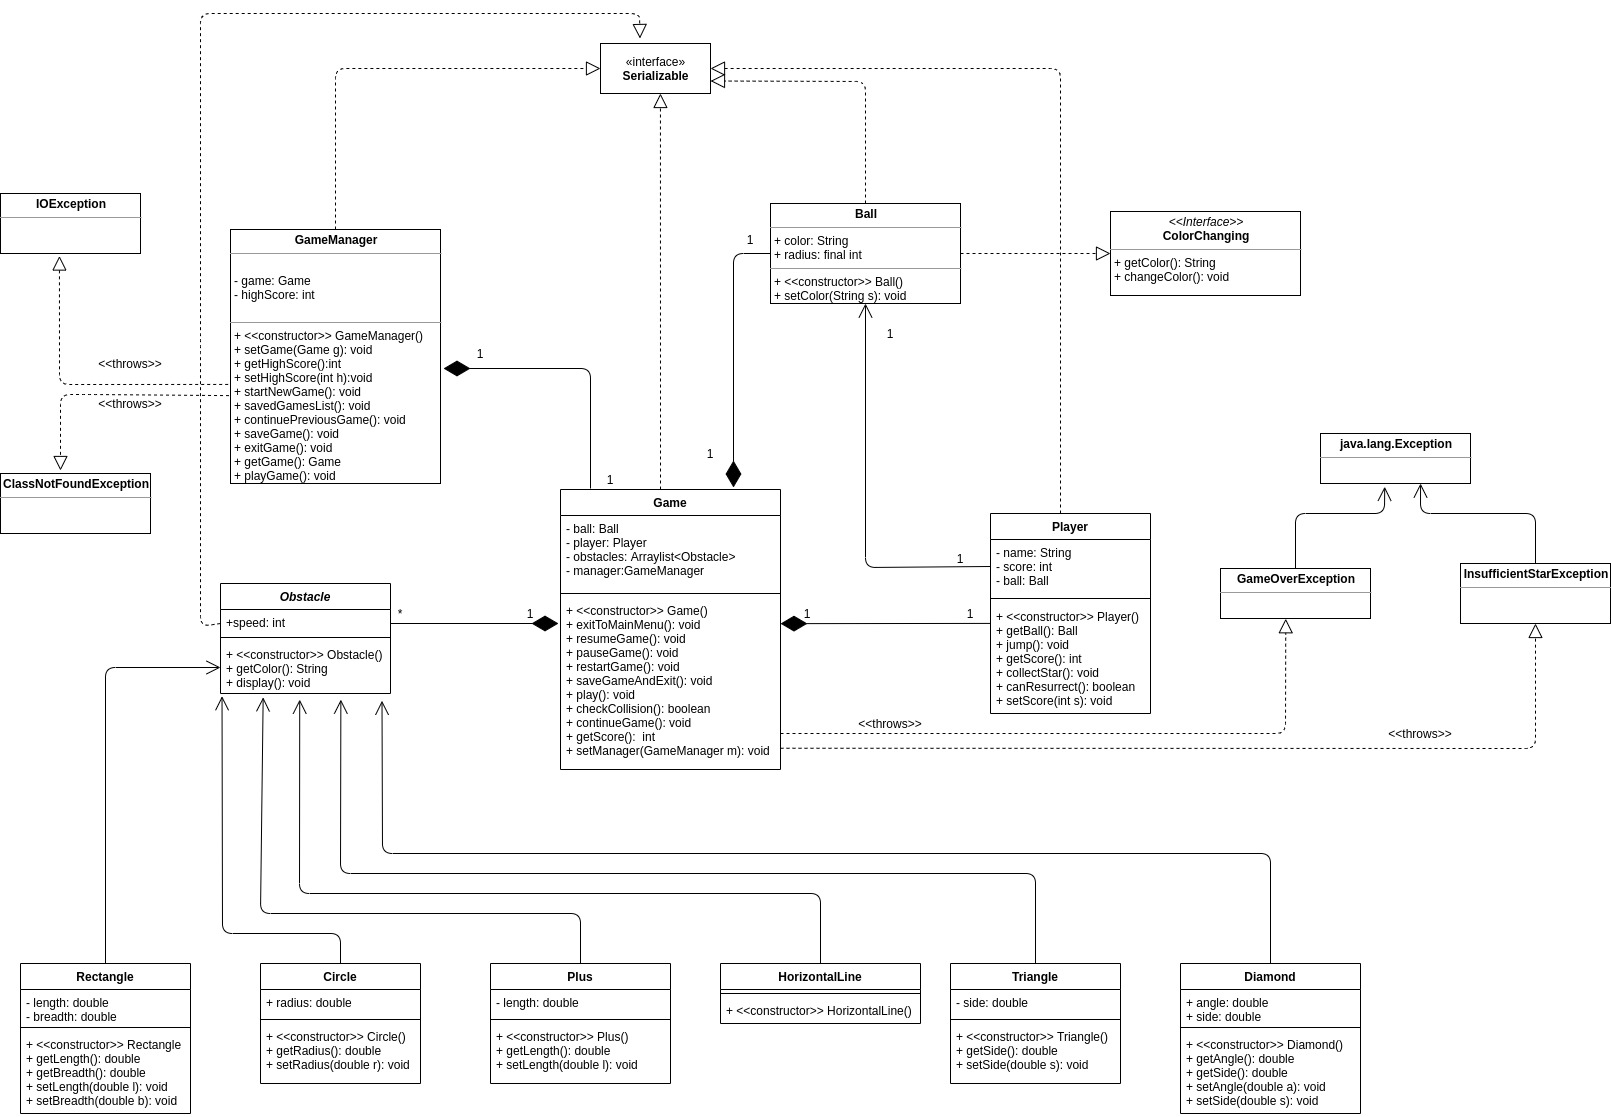 «interface»
Serializable
IOException
GameManager
- game: Game
- highScore: int
+ <<constructor>> GameManager()
+ setGame(Game g): void
+ getHighScore():int
+ setHighScore(int h):void
+ startNewGame(): void
+ savedGamesList(): void
+ continuePreviousGame(): void
+ saveGame(): void
+ exitGame(): void
+ getGame(): Game
+ playGame(): void
<<throws>>
<<throws>>
ClassNotFoundException
Ball
+ color: String
+ radius: final int
+ <<constructor>> Ball()
+ setColor(String s): void
<<Interface>>
ColorChanging
+ getColor(): String
+ changeColor(): void
1
1
1
1
1
1
Game
- ball: Ball
- player: Player
- obstacles: Arraylist<Obstacle>
- manager:GameManager
+ <<constructor>> Game()
+ exitToMainMenu(): void
+ resumeGame(): void
+ pauseGame(): void
+ restartGame(): void
+ saveGameAndExit(): void
+ play(): void
+ checkCollision(): boolean
+ continueGame(): void
+ getScore():  int
+ setManager(GameManager m): void
Player
- name: String
- score: int
- ball: Ball
+ <<constructor>> Player()
+ getBall(): Ball
+ jump(): void
+ getScore(): int
+ collectStar(): void
+ canResurrect(): boolean
+ setScore(int s): void
java.lang.Exception
GameOverException
InsufficientStarException
Obstacle
+speed: int
+ <<constructor>> Obstacle()
+ getColor(): String
+ display(): void
*
1
1
1
<<throws>>
<<throws>>
Rectangle
- length: double
- breadth: double
+ <<constructor>> Rectangle
+ getLength(): double
+ getBreadth(): double
+ setLength(double l): void
+ setBreadth(double b): void
Circle
+ radius: double
+ <<constructor>> Circle()
+ getRadius(): double
+ setRadius(double r): void
Plus
- length: double
+ <<constructor>> Plus()
+ getLength(): double
+ setLength(double l): void
HorizontalLine
+ <<constructor>> HorizontalLine()
Triangle
- side: double
+ <<constructor>> Triangle()
+ getSide(): double
+ setSide(double s): void
Diamond
+ angle: double
+ side: double
+ <<constructor>> Diamond()
+ getAngle(): double
+ getSide(): double
+ setAngle(double a): void
+ setSide(double s): void